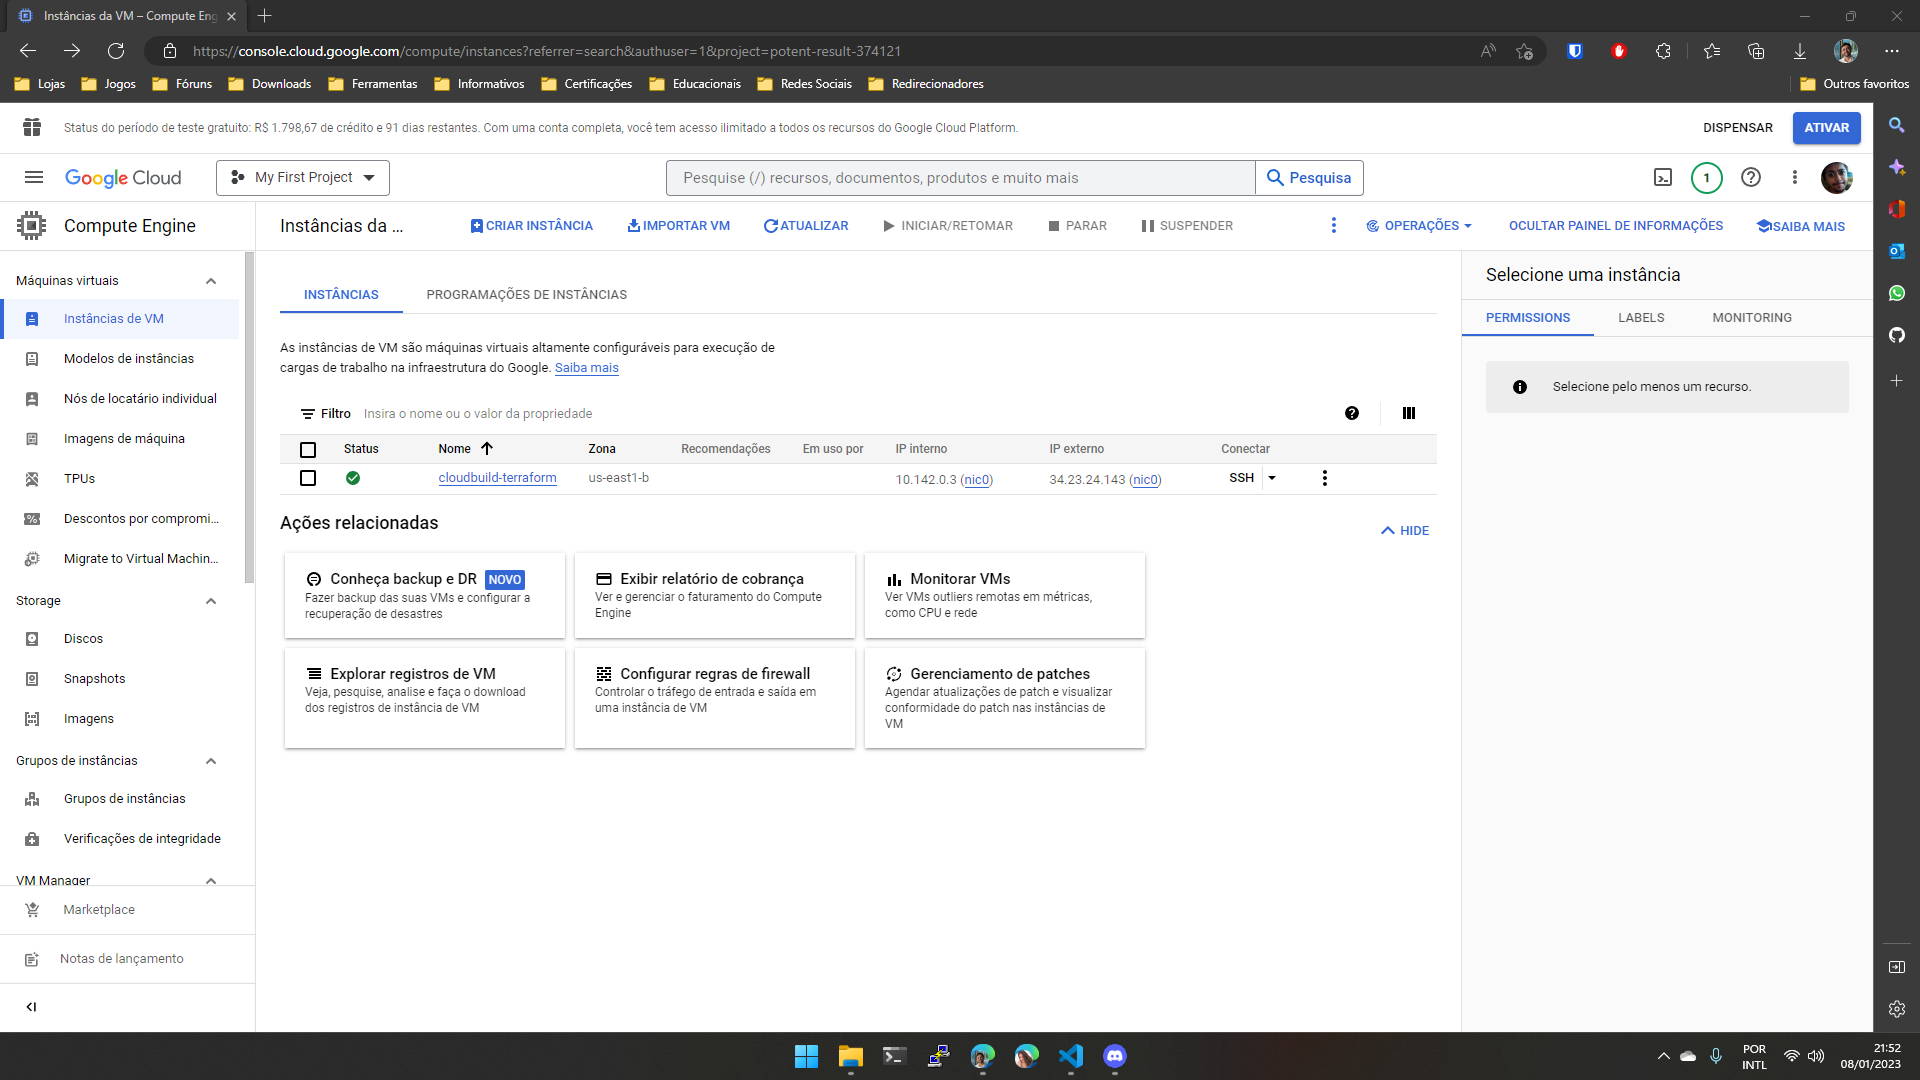 Instâncias da VM – Compute Eng
https://console.cloud.google.com/compute/instances?referrer=search&authuser=1&project=potent-result-374121
Lojas
Jogos
Fóruns
Downloads
Ferramentas
Informativos
Certificações
Educacionais
Redes Sociais
Redirecionadores
Outros favoritos
Status do período de teste gratuito: R$ 1.798,67 de crédito e 91 dias restantes. Com uma conta completa, você tem acesso ilimitado a todos os recursos do Google Cloud Platform.
DISPENSAR
ATIVAR
Google Cloud
My First Project
Pesquise (/) recursos, documentos, produtos e muito mais
Pesquisa
1
Compute Engine
Instâncias da ...
CRIAR INSTÂNCIA
IMPORTAR VM
ATUALIZAR
INICIAR/RETOMAR
PARAR
SUSPENDER
OPERAÇÕES
OCULTAR PAINEL DE INFORMAÇÕES
SAIBA MAIS
Máquinas virtuais
Instâncias de VM
Modelos de instâncias
Nós de locatário individual
Imagens de máquina
TPUs
Descontos por compromi...
Migrate to Virtual Machin...
Storage
Discos
Snapshots
Imagens
Grupos de instâncias
Grupos de instâncias
Verificações de integridade
VM Manager
Marketplace
Notas de lançamento
INSTÂNCIAS
PROGRAMAÇÕES DE INSTÂNCIAS
As instâncias de VM são máquinas virtuais altamente configuráveis para execução de
cargas de trabalho na infraestrutura do Google. Saiba mais
Filtro
Insira o nome ou o valor da propriedade
Status
Nome
Zona
Recomendações
Em uso por
IP interno
IP externo
Conectar
cloudbuild-terraform
us-east1-b
10.142.0.3 (nic0)
34.23.24.143 (nic0)
SSH
Ações relacionadas
HIDE
Conheça backup e DR NOVO
Fazer backup das suas VMs e configurar a
recuperação de desastres
Exibir relatório de cobrança
Ver e gerenciar o faturamento do Compute
Engine
Monitorar VMs
Ver VMs outliers remotas em métricas,
como CPU e rede
Explorar registros de VM
Veja, pesquise, analise e faça o download
dos registros de instância de VM
Configurar regras de firewall
Controlar o tráfego de entrada e saída em
uma instância de VM
Gerenciamento de patches
Agendar atualizações de patch e visualizar
conformidade do patch nas instâncias de
VM
Selecione uma instância
PERMISSIONS
LABELS
MONITORING
Selecione pelo menos um recurso.
POR
INTL
21:52
08/01/2023